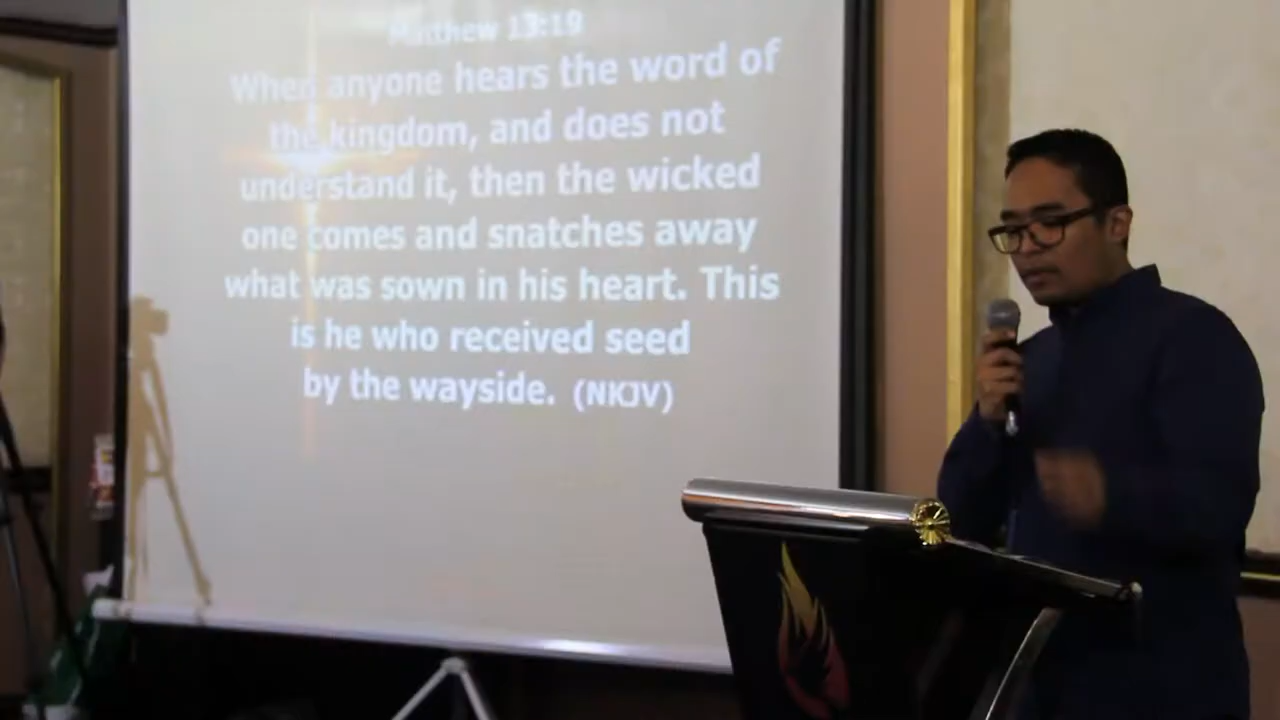 Matthew 13:19
When anyone hears the word of
the kingdom, and does not
understand it, then the wicked
one comes and snatches away
what was sown in his heart. This
is he who received seed
by the wayside. (NKJV)